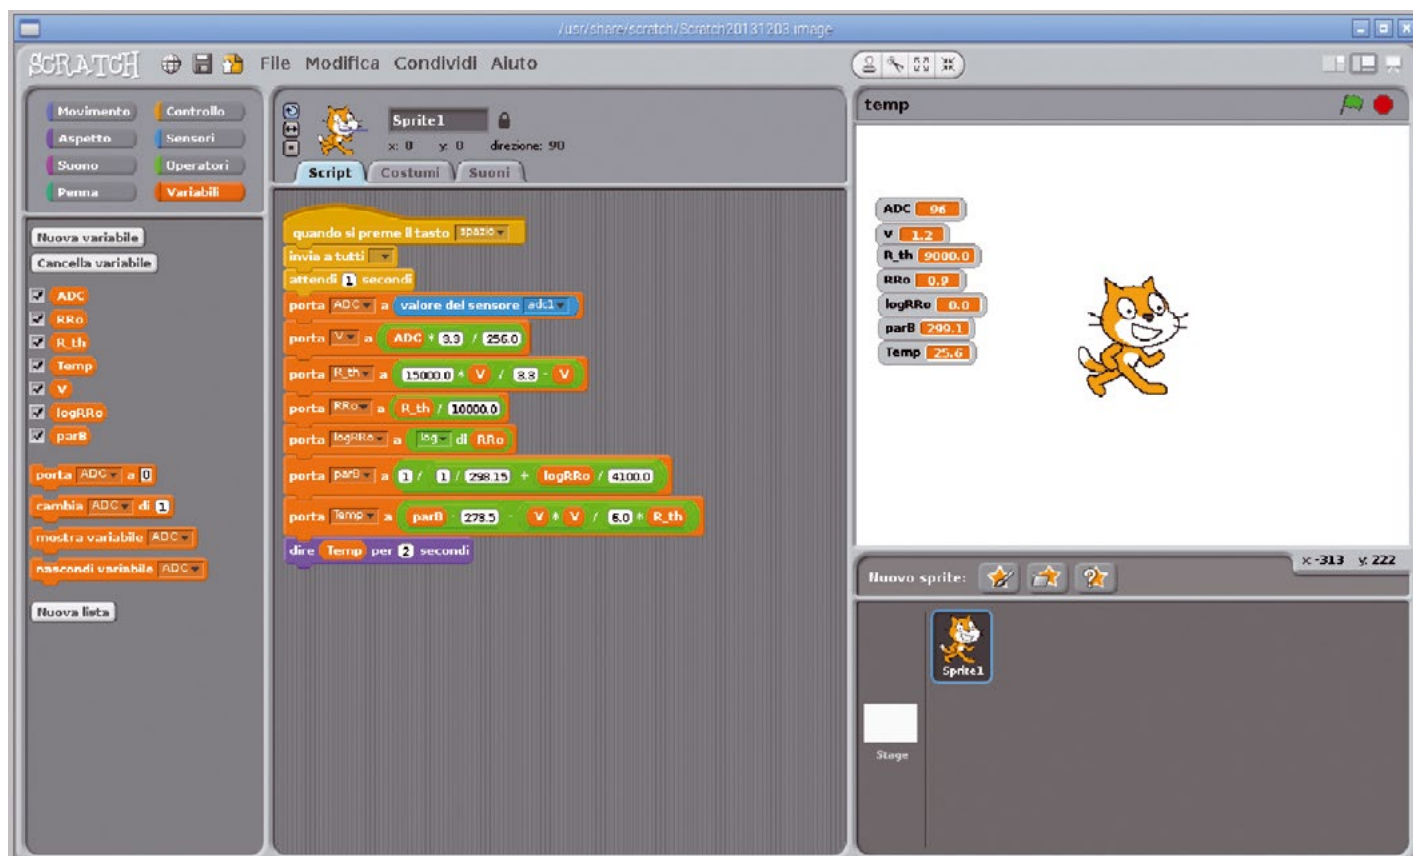 /usr/share/scratch/Scratch20131203.image
SCRATCH File Modifica Condividi Aiuto
Movimento Controllo
Aspetto Sensori
Suono Operatori
Penna Variabili
Nuova variabile
Cancella variabile
ADC
RRo
R_th
Temp
V
logRRo
parB
porta ADC a 0
cambia ADC di 1
mostra variabile ADC
nascondi variabile ADC
Nuova lista
Sprite1
x: 0 y: 0 direzione: 90
Script Costumi Suoni
quando si preme il tasto spazio
invia a tutti
attendi 1 secondi
porta ADC a valore del sensore adc1
porta V a ADC * 3.3 / 256.0
porta R_th a 15000.0 * V / 3.3 - V
porta RRo a R_th / 10000.0
porta logRRo a log di RRo
porta parB a 1 / 1 / 298.15 + logRRo / 4100.0
porta Temp a parB - 273.5 - V * V / 6.0 * R_th
dire Temp per 2 secondi
temp
ADC 96
V 1.2
R_th 9000.0
RRo 0.9
logRRo 0.0
parB 299.1
Temp 25.6
x: -313 y: 222
Nuovo sprite:
Sprite1
Stage